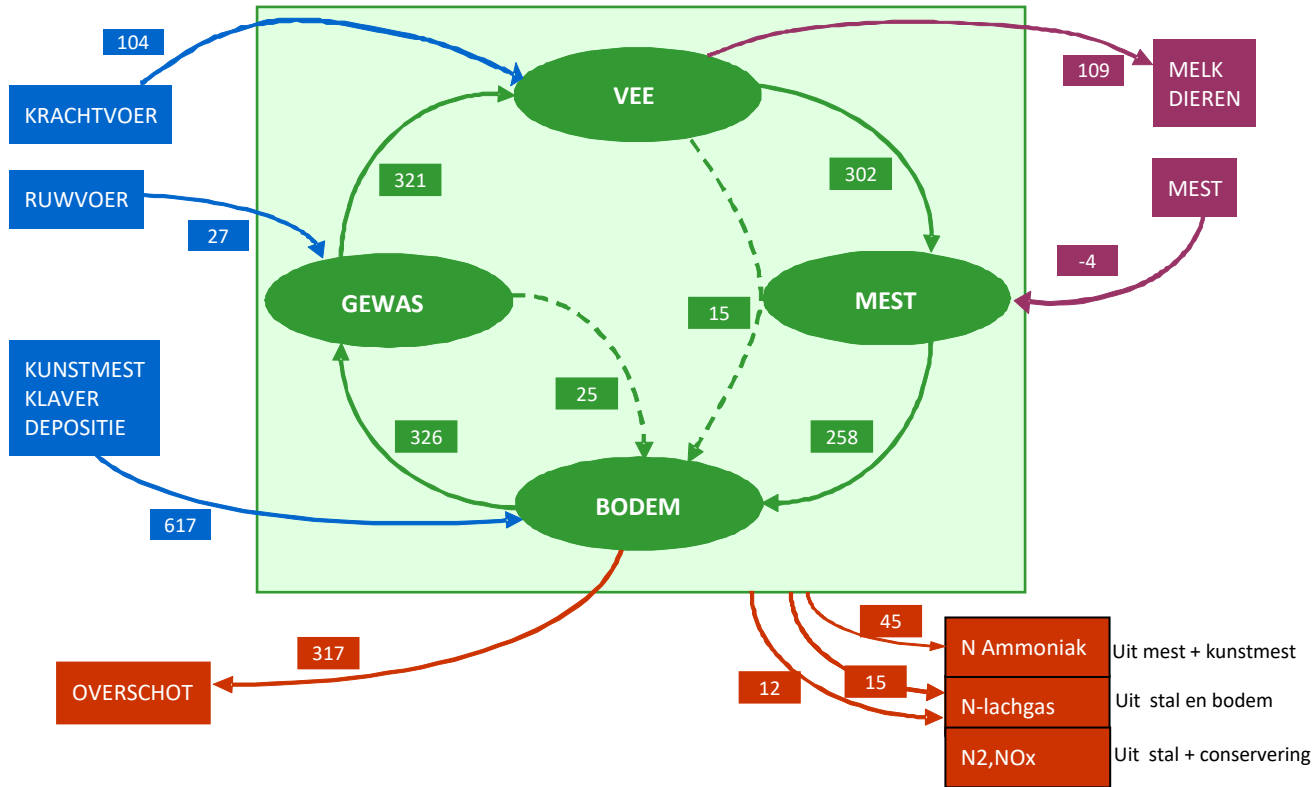 104
KRACHTVOER
VEE
109
MELK
DIEREN
321
302
RUWVOER
27
MEST
-4
GEWAS
MEST
15
KUNSTMEST
KLAVER
DEPOSITIE
25
326
258
BODEM
617
317
OVERSCHOT
45
N Ammoniak
Uit mest + kunstmest
12
15
N-lachgas
Uit stal en bodem
N2,NOx
Uit stal + conservering